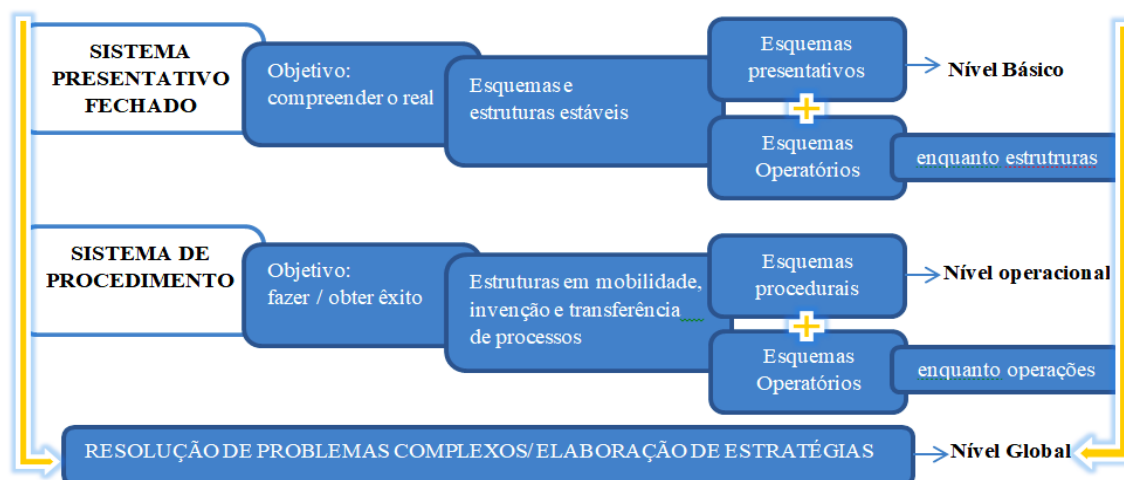 SISTEMA
PRESENTATIVO
FECHADO
Objetivo:
compreender o real
Esquemas e
estruturas estáveis
Esquemas
presentativos
Nível Básico
Esquemas
Operatórios
enquanto estrutruras
SISTEMA DE
PROCEDIMENTO
Objetivo:
fazer / obter êxito
Estruturas em mobilidade,
invenção e transferência
de processos
Esquemas
procedurais
Nível operacional
Esquemas
Operatórios
enquanto operações
RESOLUÇÃO DE PROBLEMAS COMPLEXOS/ ELABORAÇÃO DE ESTRATÉGIAS
Nível Global